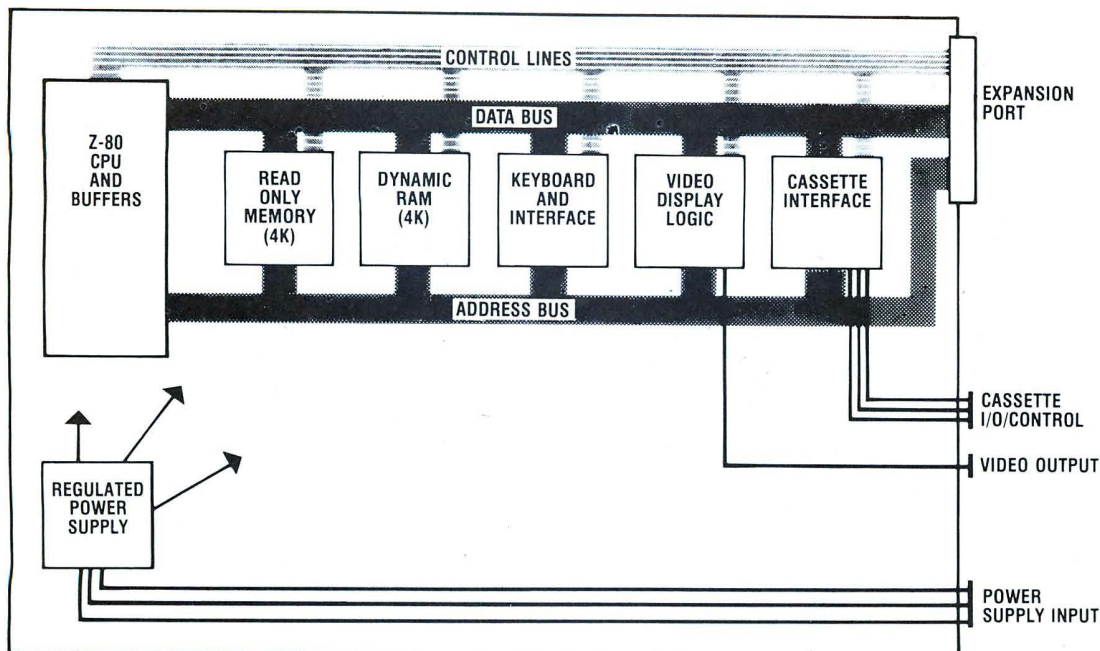 CONTROL LINES
EXPANSION
PORT
DATA BUS
Z-80
CPU
AND
BUFFERS
READ
ONLY
MEMORY
(4K)
DYNAMIC
RAM
(4K)
KEYBOARD
AND
INTERFACE
VIDEO
DISPLAY
LOGIC
CASSETTE
INTERFACE
ADDRESS BUS
CASSETTE
I/O/CONTROL
VIDEO OUTPUT
REGULATED
POWER
SUPPLY
POWER
SUPPLY INPUT